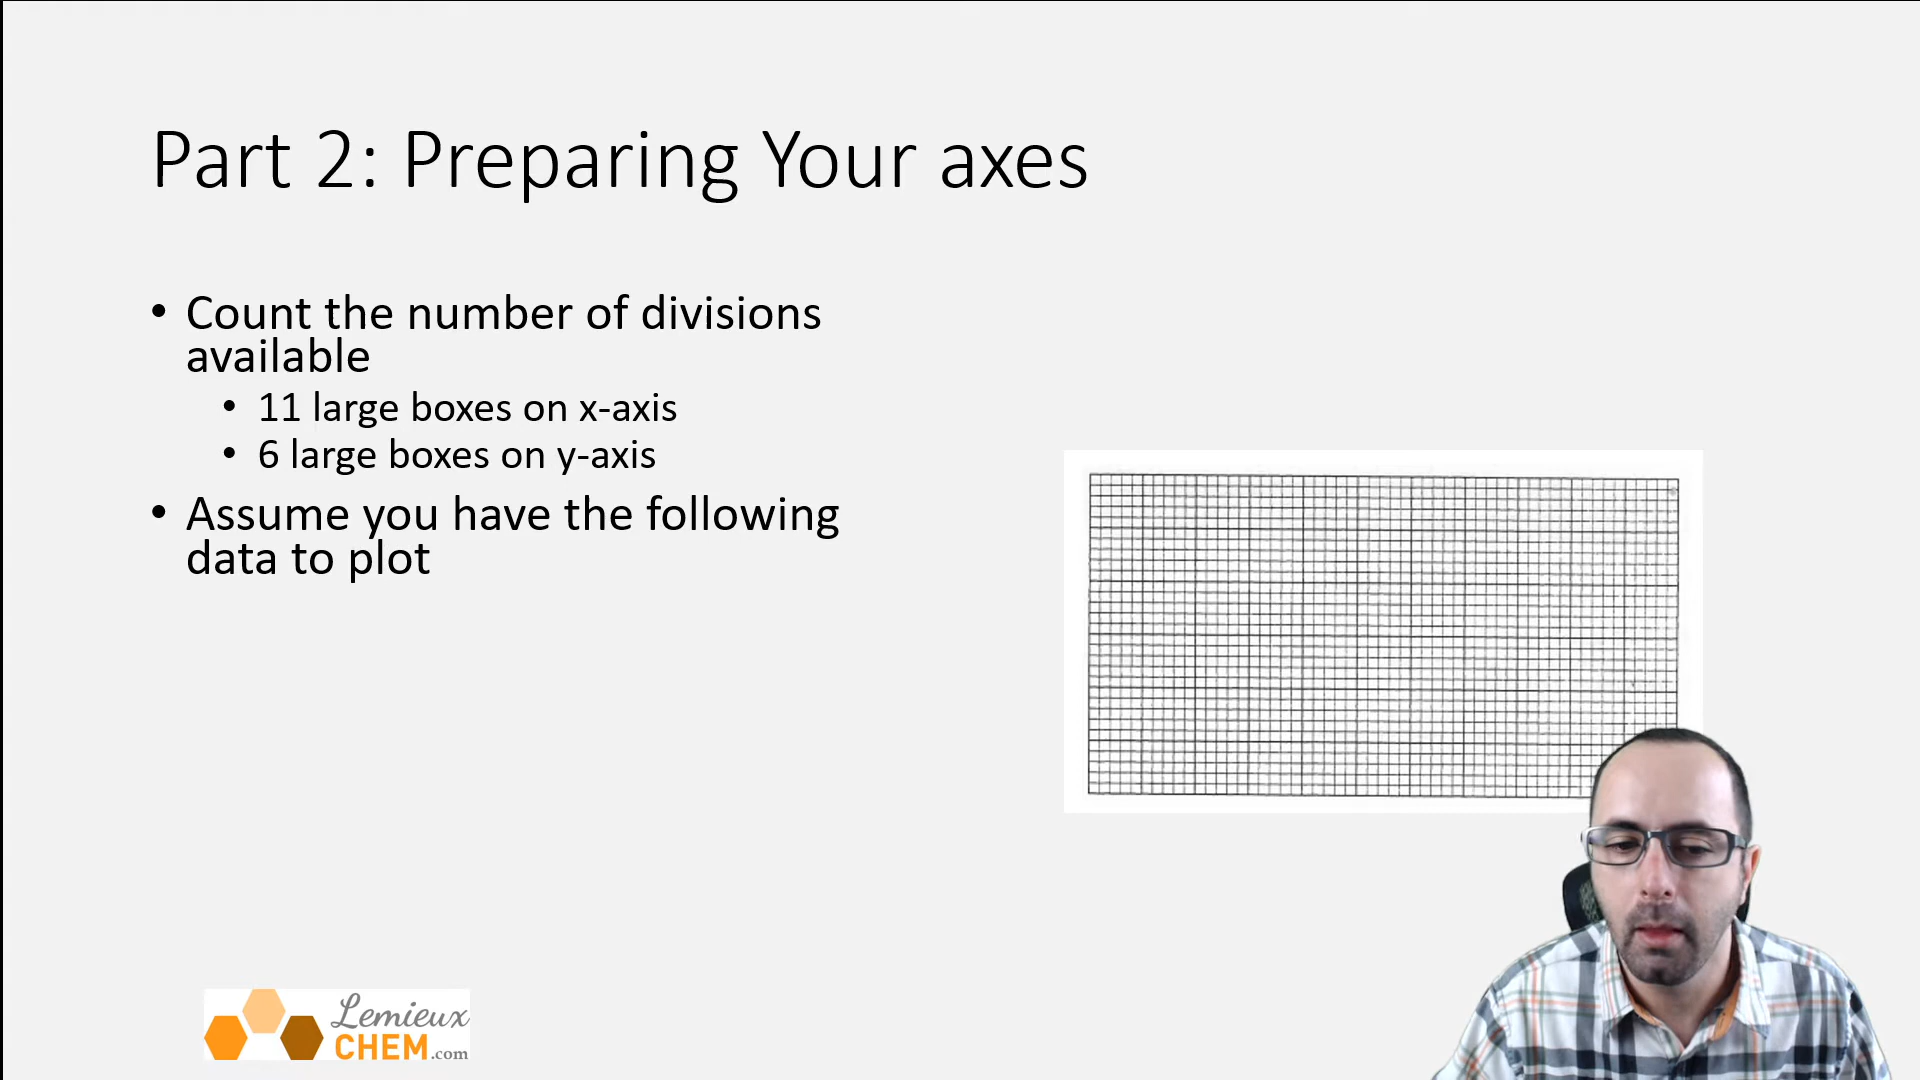 Part 2: Preparing Your axes
• Count the number of divisions
available
• 11 large boxes on x-axis
• 6 large boxes on y-axis
• Assume you have the following
data to plot
Lemieux
CHEM.com